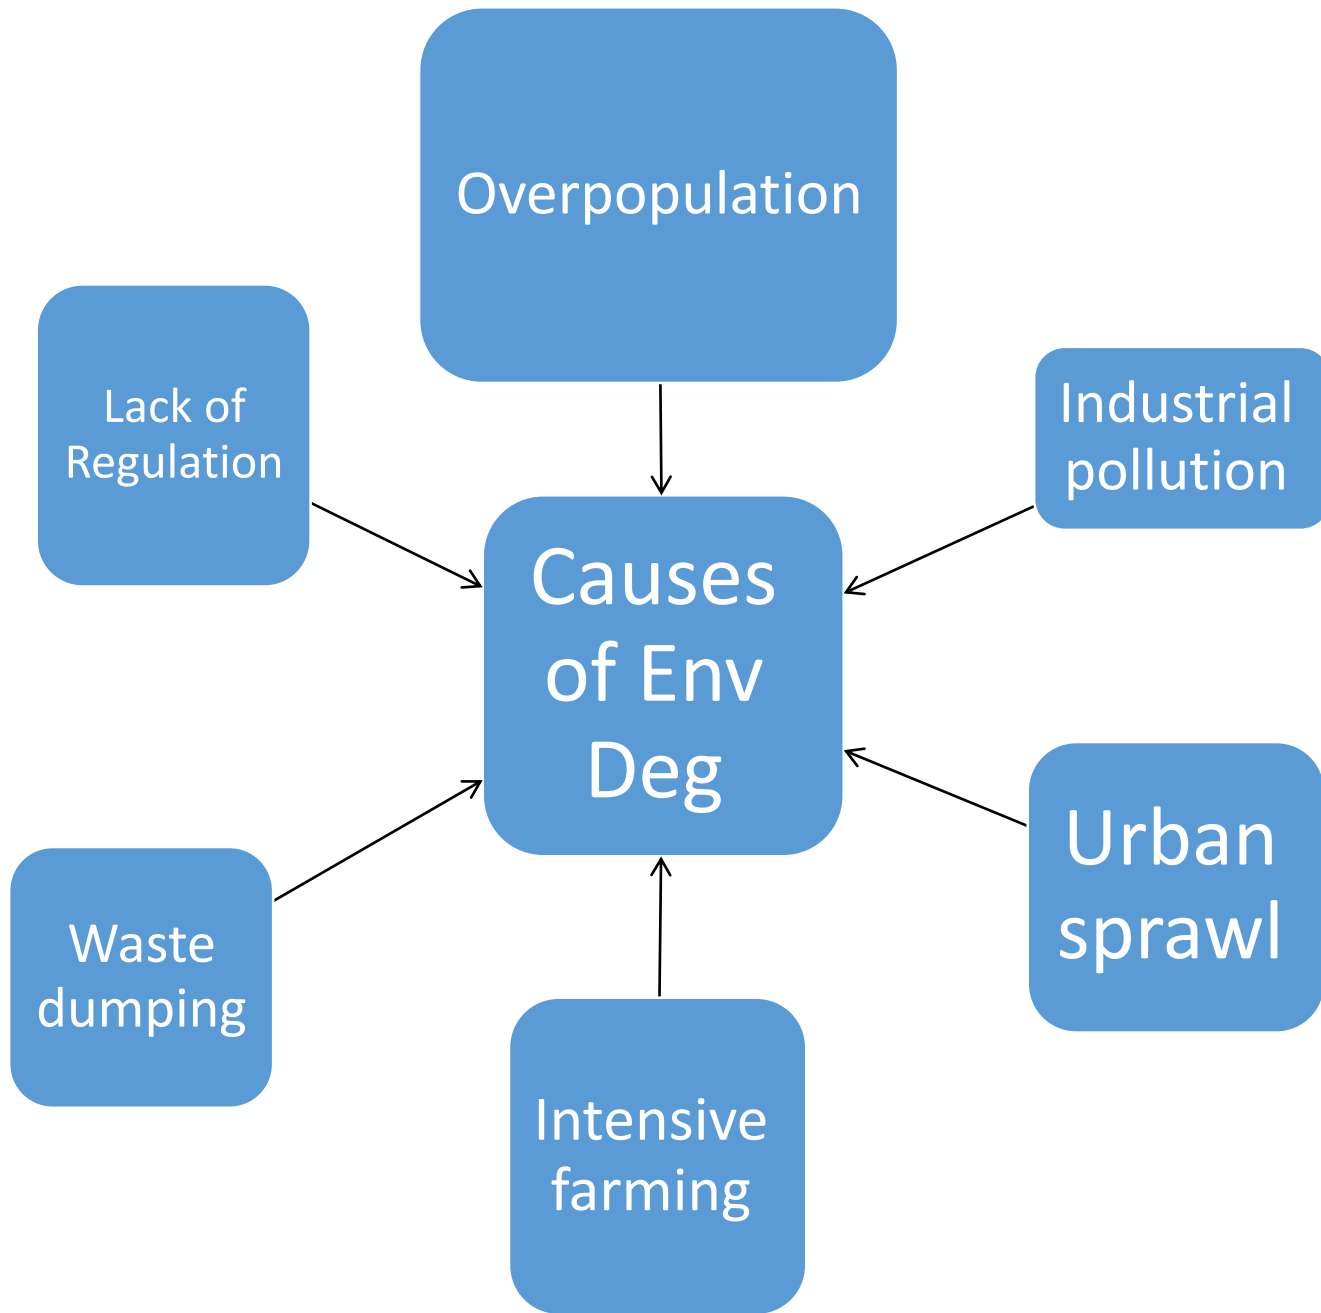 Overpopulation
Lack of
Regulation
Industrial
pollution
Causes
of Env
Deg
Urban
sprawl
Waste
dumping
Intensive
farming